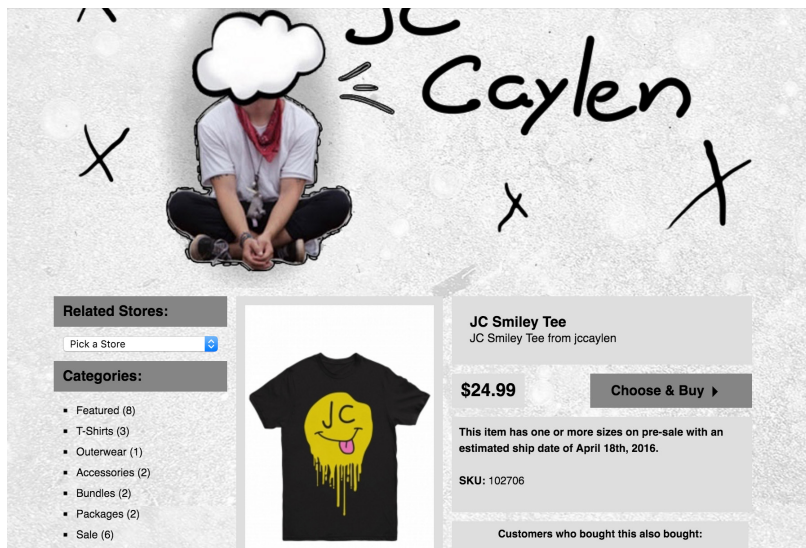 JC
Caylen
Related Stores:
Pick a Store
Categories:
Featured (8)
T-Shirts (3)
Outerwear (1)
Accessories (2)
Bundles (2)
Packages (2)
Sale (6)
JC
JC Smiley Tee
JC Smiley Tee from jccaylen
$24.99
Choose & Buy
This item has one or more sizes on pre-sale with an
estimated ship date of April 18th, 2016.
SKU: 102706
Customers who bought this also bought: